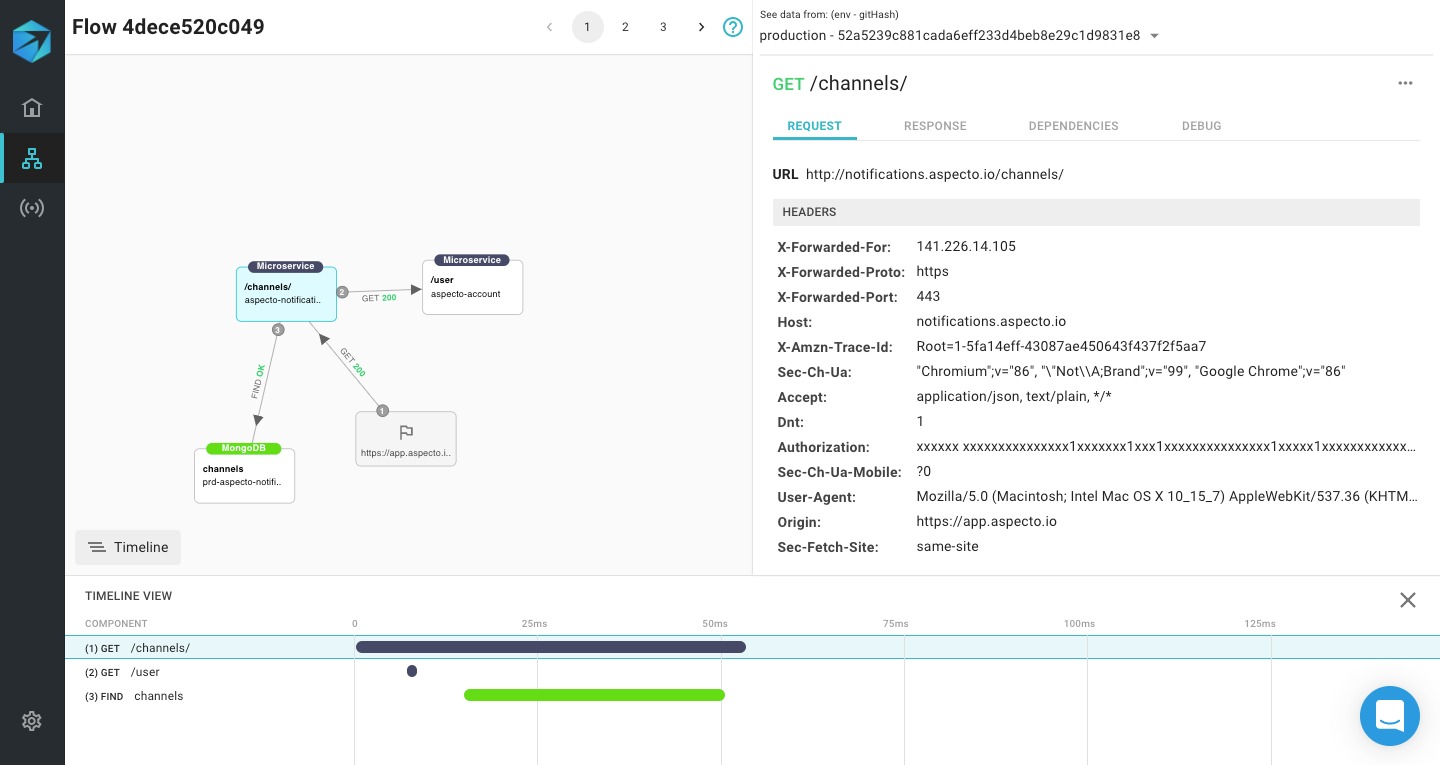 Flow 4dece520c049
1 2 3
See data from: (env - gitHash)
production - 52a5239c881cada6eff233d4beb8e29c1d9831e8
GET /channels/
REQUEST RESPONSE DEPENDENCIES DEBUG
URL http://notifications.aspecto.io/channels/
HEADERS
X-Forwarded-For: 141.226.14.105
X-Forwarded-Proto: https
X-Forwarded-Port: 443
Host: notifications.aspecto.io
X-Amzn-Trace-Id: Root=1-5fa14eff-43087ae450643f437f2f5aa7
Sec-Ch-Ua: "Chromium";v="86", "\"Not\\A;Brand";v="99", "Google Chrome";v="86"
Accept: application/json, text/plain, */*
Dnt: 1
Authorization: xxxxxx xxxxxxxxxxxxxxx1xxxxxxx1xxx1xxxxxxxxxxxxxxx1xxxxx1xxxxxxxxxxxx...
Sec-Ch-Ua-Mobile: ?0
User-Agent: Mozilla/5.0 (Macintosh; Intel Mac OS X 10_15_7) AppleWebKit/537.36 (KHTM...
Origin: https://app.aspecto.io
Sec-Fetch-Site: same-site
Microservice
/channels/
aspecto-notificati..
2
GET 200
Microservice
/user
aspecto-account
3
FIND OK
GET 200
1
https://app.aspecto.i..
MongoDB
channels
prd-aspecto-notifi..
Timeline
TIMELINE VIEW
COMPONENT 0 25ms 50ms 75ms 100ms 125ms
(1) GET /channels/
(2) GET /user
(3) FIND channels